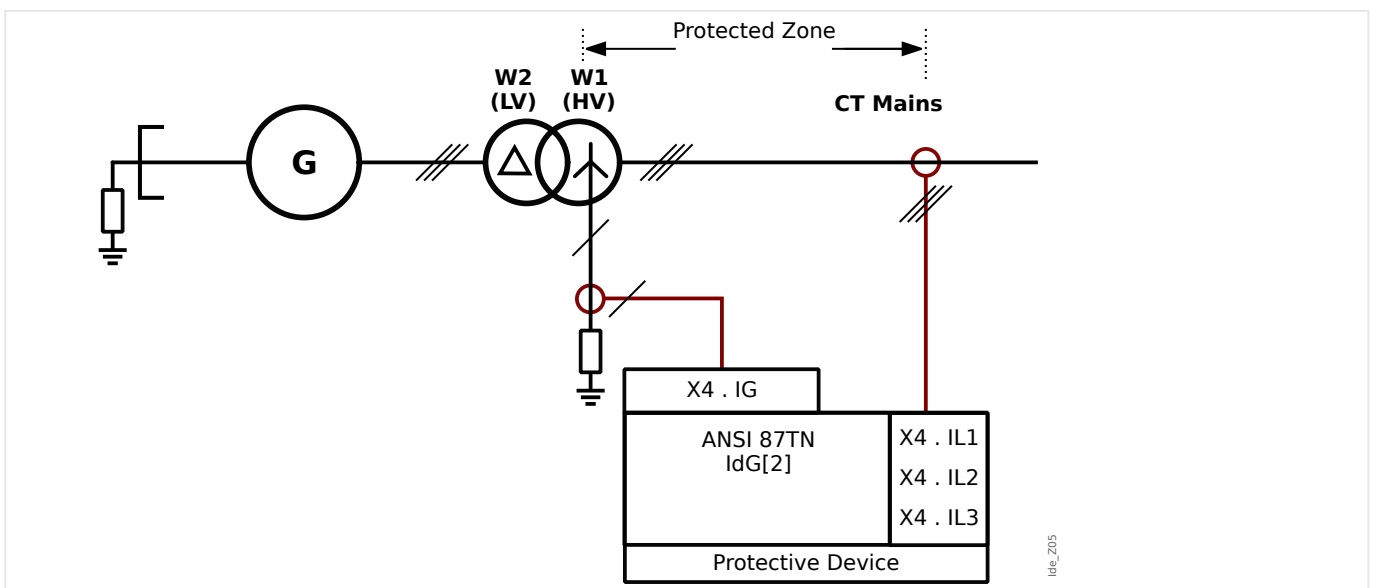 Protected Zone
W2
(LV)
W1
(HV)
CT Mains
G
X4 . IG
ANSI 87TN
IdG[2]
X4 . IL1
X4 . IL2
X4 . IL3
Protective Device
Ide_Z05